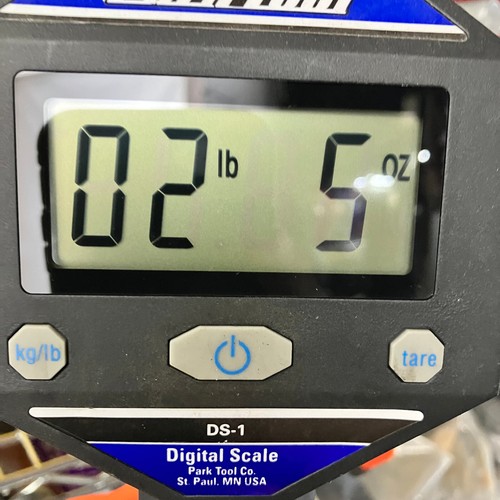 02 lb 5 oz
kg/lb
tare
DS-1
Digital Scale
Park Tool Co.
St. Paul, MN USA